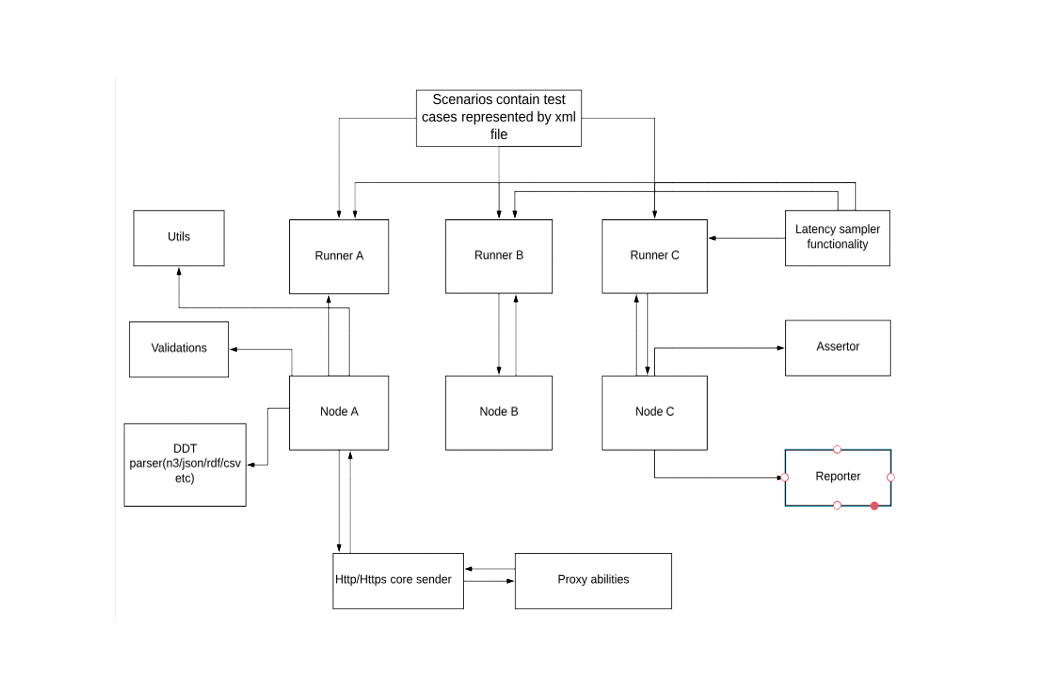 Scenarios contain test
cases represented by xml
file
Utils
Runner A
Runner B
Runner C
Latency sampler
functionality
Validations
Assertor
Node A
Node B
Node C
DDT
parser(n3/json/rdf/csv
etc)
Reporter
Http/Https core sender
Proxy abilities